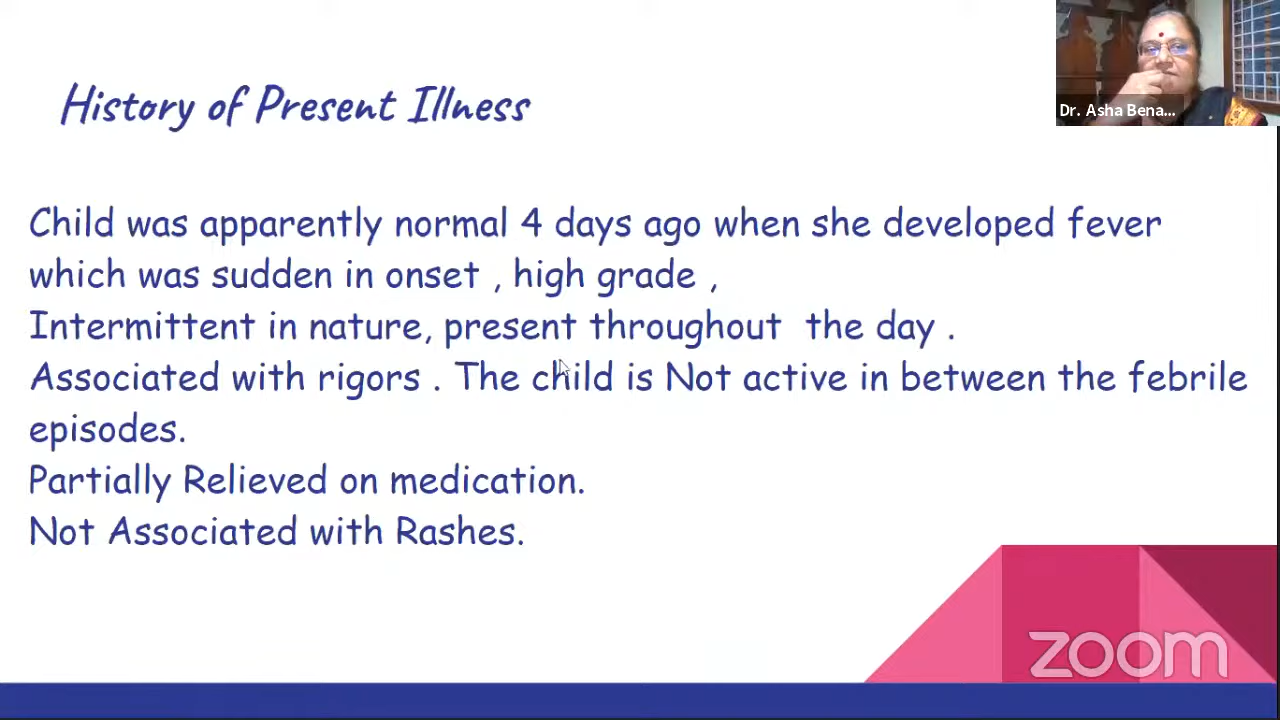 Dr. Asha Bena...
History of Present Illness
Child was apparently normal 4 days ago when she developed fever
which was sudden in onset , high grade ,
Intermittent in nature, present throughout the day .
Associated with rigors . The child is Not active in between the febrile
episodes.
Partially Relieved on medication.
Not Associated with Rashes.
zoom